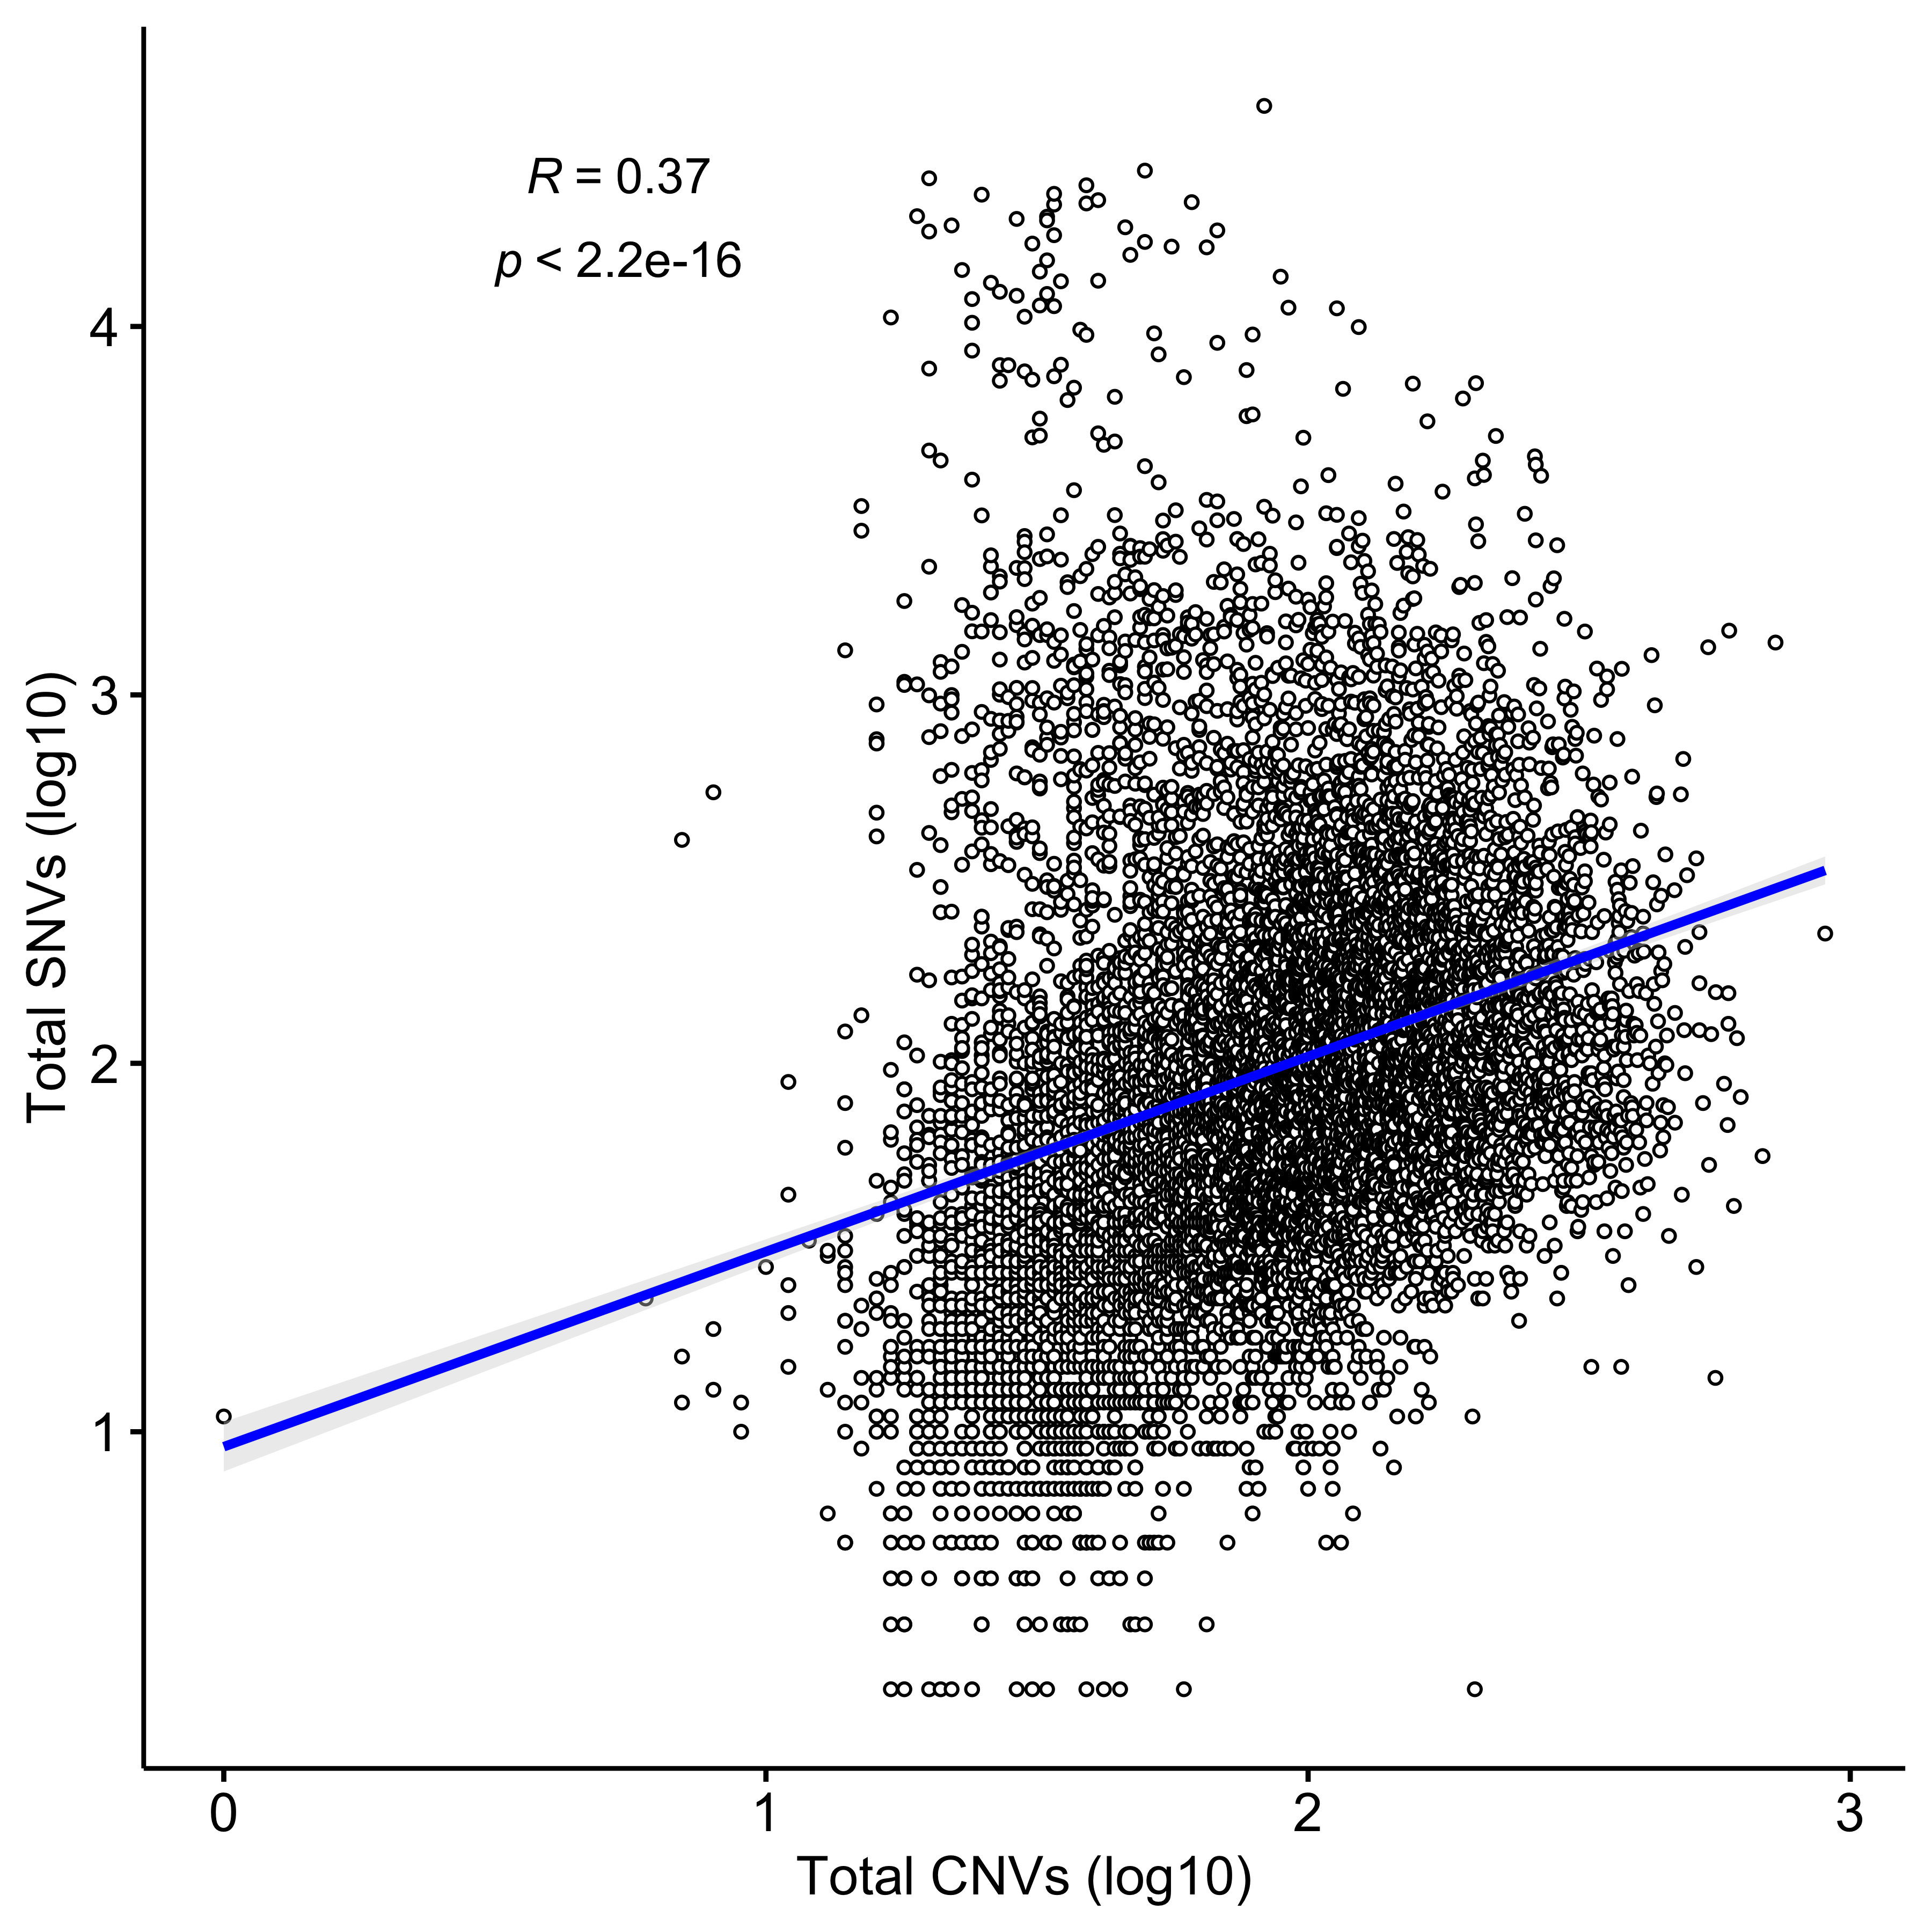 R = 0.37
p < 2.2e-16
4
3
2
1
Total SNVs (log10)
0 1 2 3
Total CNVs (log10)